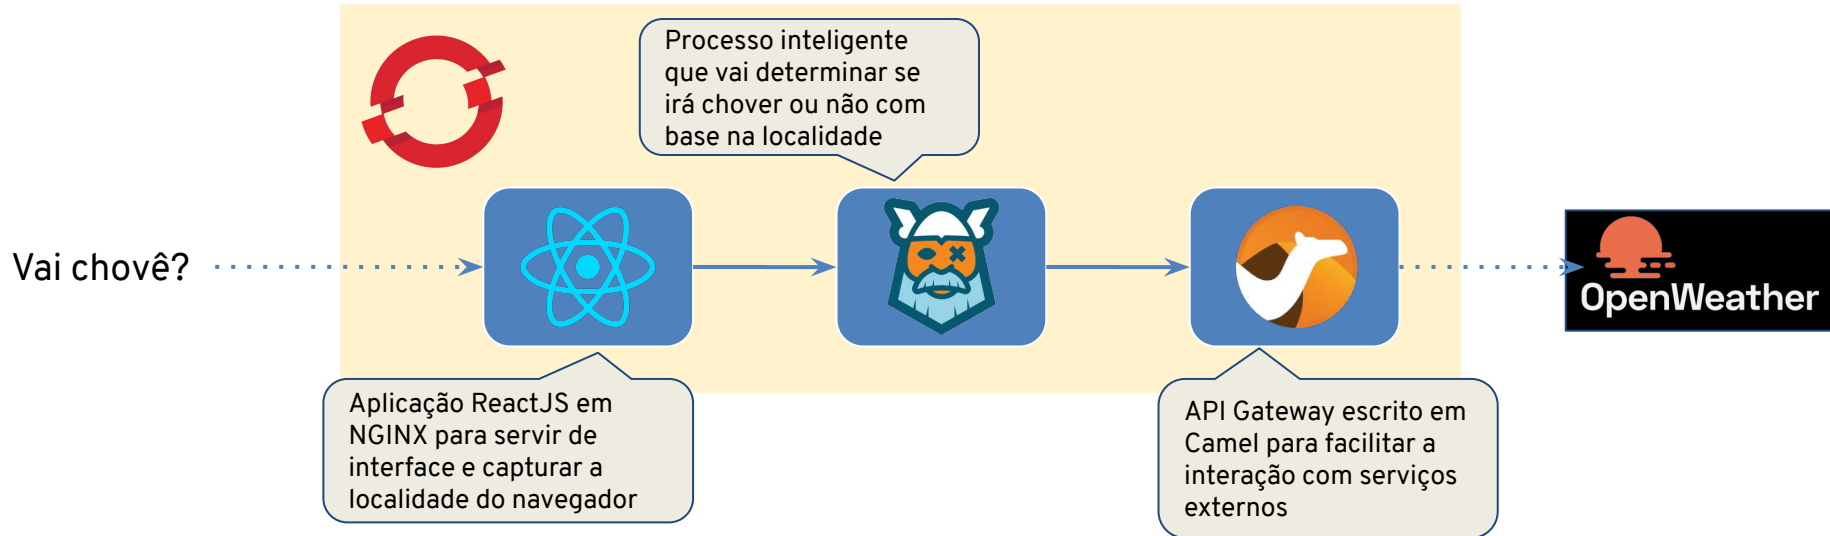 Processo inteligente
que vai determinar se
irá chover ou não com
base na localidade
Vai chovê?
OpenWeather
Aplicação ReactJS em
NGINX para servir de
interface e capturar a
localidade do navegador
API Gateway escrito em
Camel para facilitar a
interação com serviços
externos